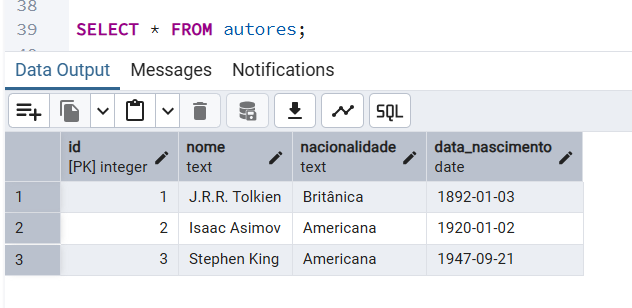 38
39 SELECT * FROM autores;
Data Output Messages Notifications
SQL
id nome nacionalidade data_nascimento
[PK] integer text text date
1 1 J.R.R. Tolkien Britânica 1892-01-03
2 2 Isaac Asimov Americana 1920-01-02
3 3 Stephen King Americana 1947-09-21